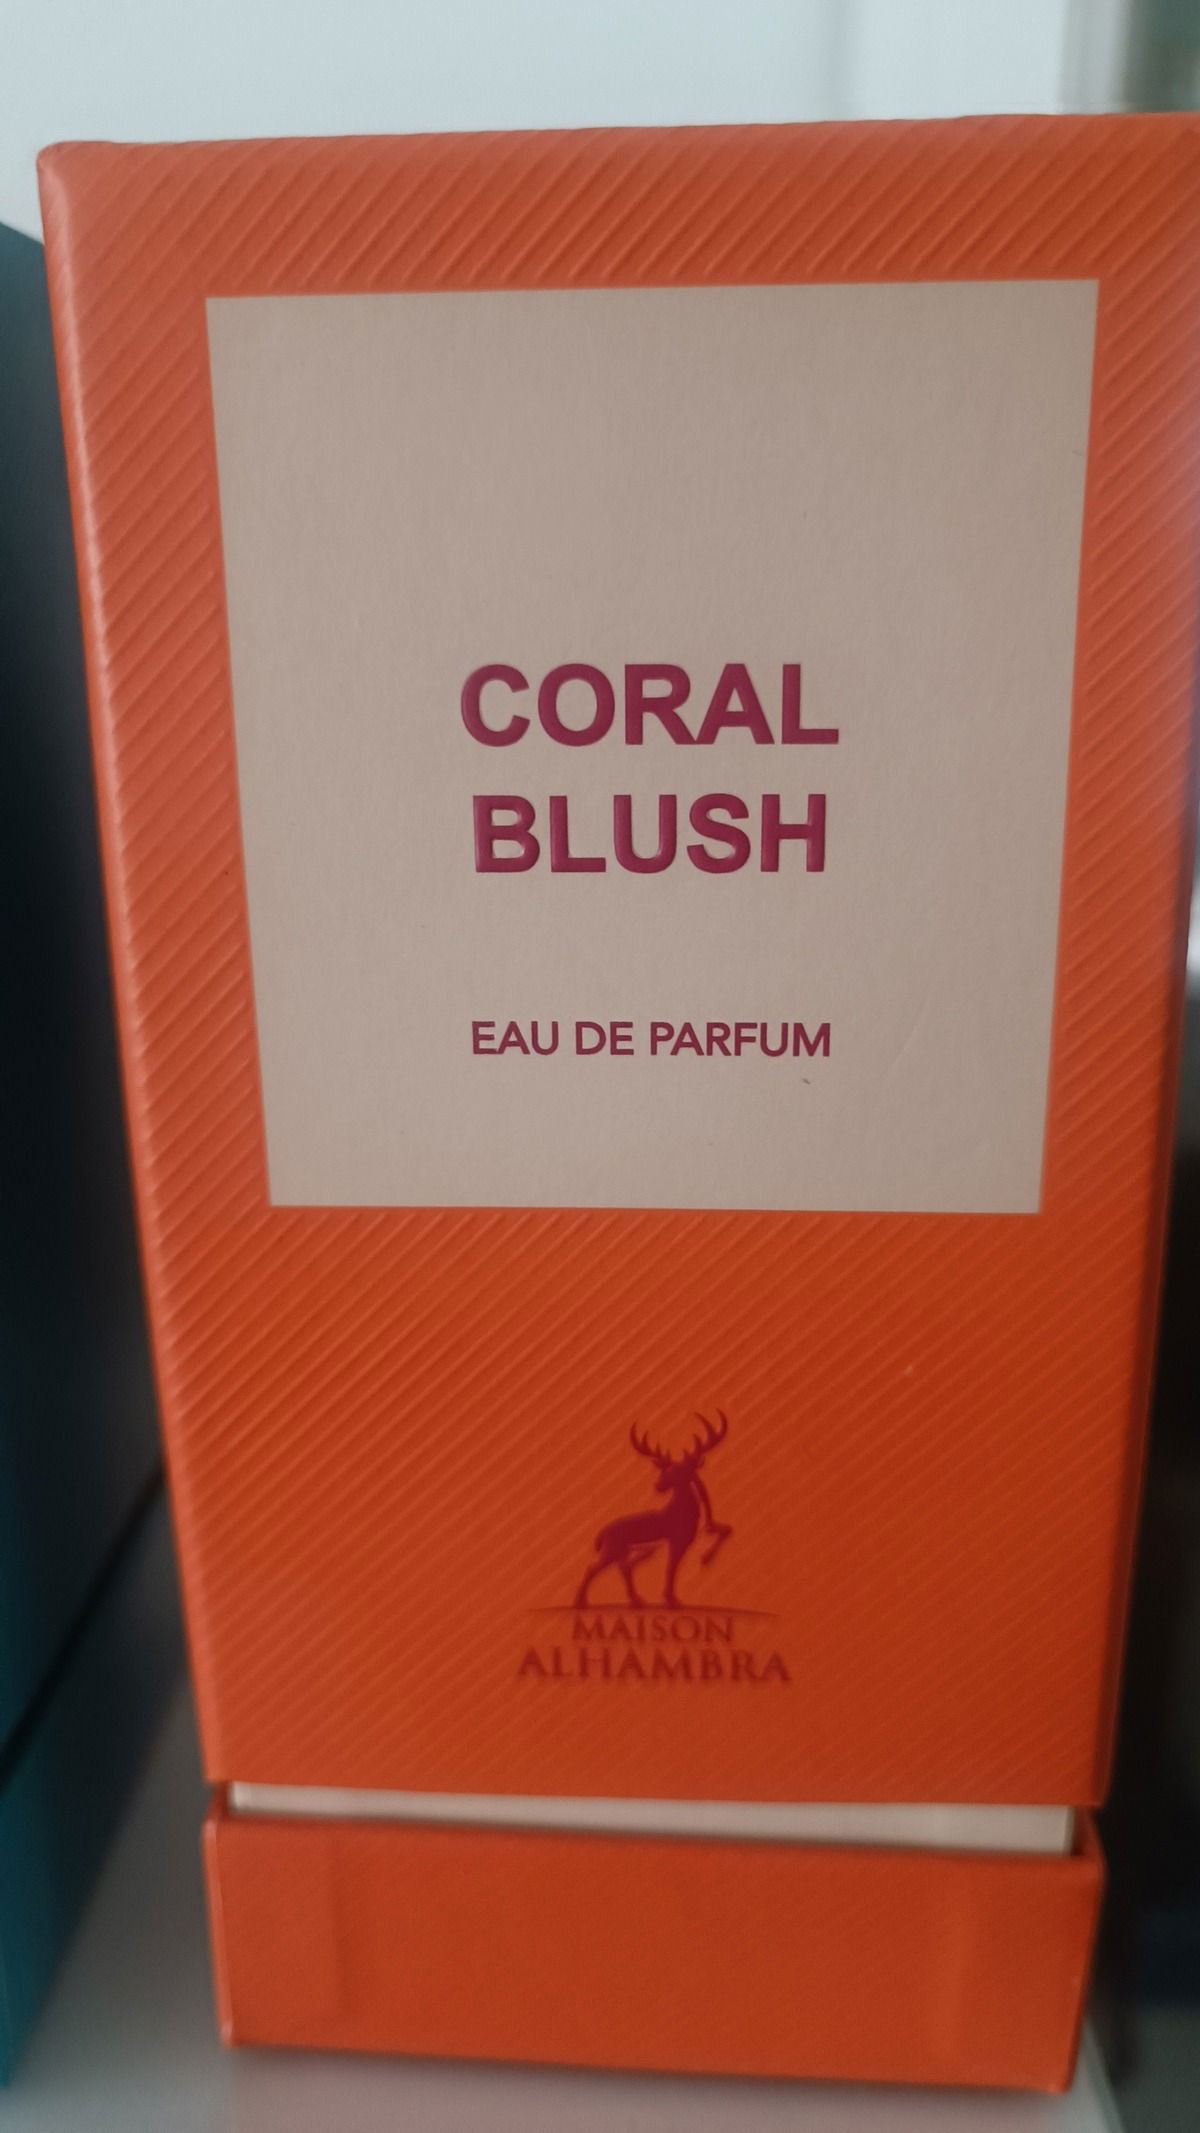 CORAL
BLUSH
EAU DE PARFUM
MAISON
ALHAMBRA